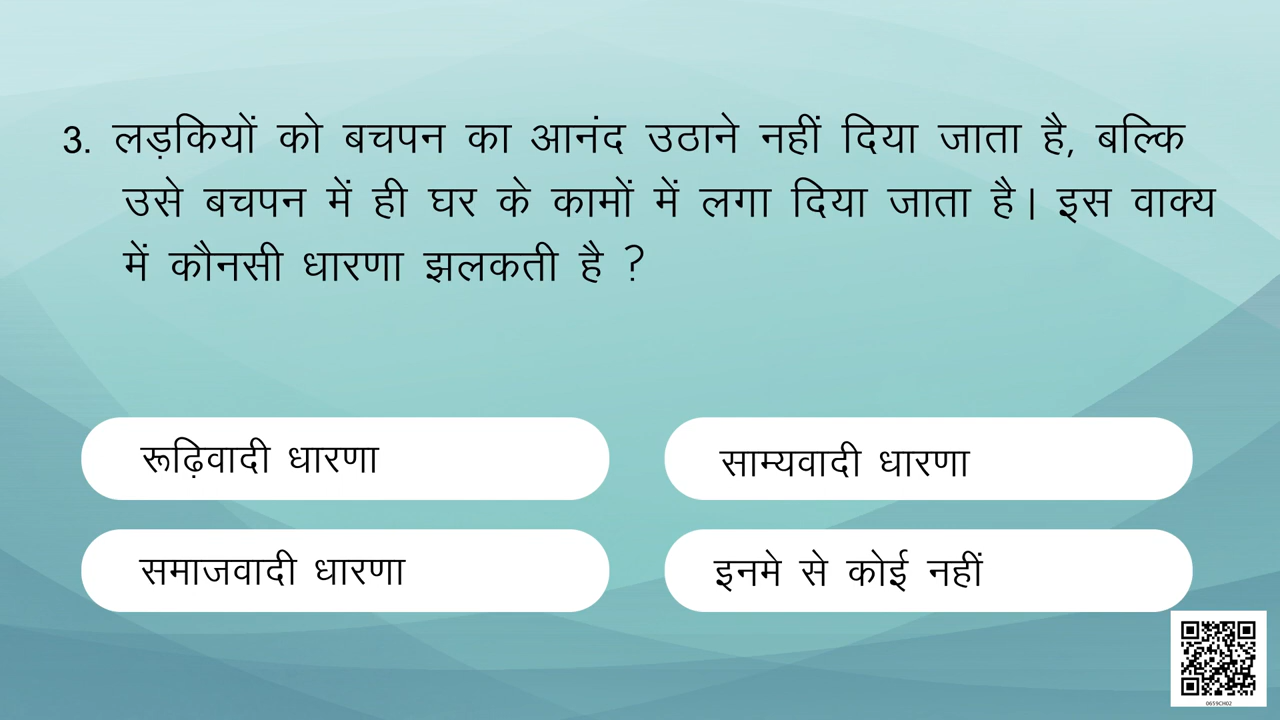 3. लड़कियों को बचपन का आनंद उठाने नहीं दिया जाता है, बल्कि
उसे बचपन में ही घर के कामों में लगा दिया जाता है। इस वाक्य
में कौनसी धारणा झलकती है ?
रूढ़िवादी धारणा
साम्यवादी धारणा
समाजवादी धारणा
इनमे से कोई नहीं
0659CH02